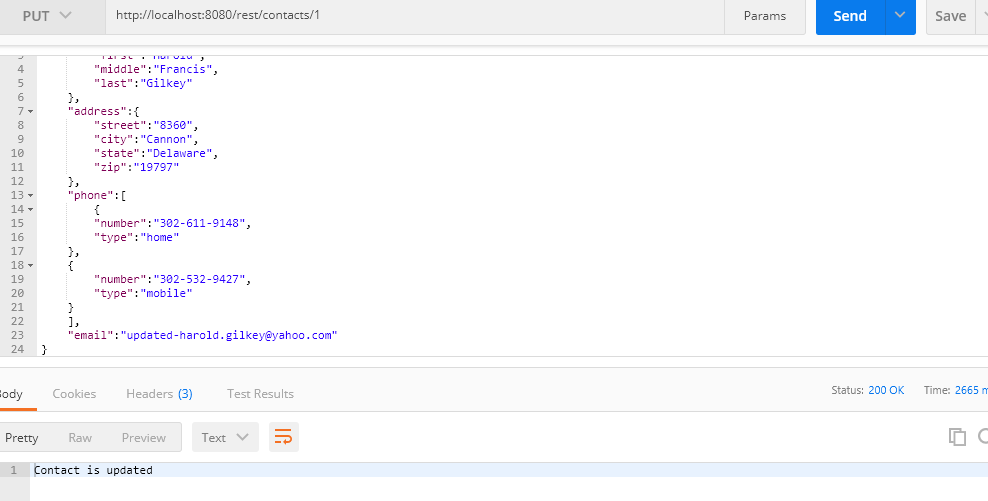 PUT http://localhost:8080/rest/contacts/1 Params Send Save
3 "first":"Harold",
4 "middle":"Francis",
5 "last":"Gilkey"
6 },
7 "address":{
8 "street":"8360",
9 "city":"Cannon",
10 "state":"Delaware",
11 "zip":"19797"
12 },
13 "phone":[
14 {
15 "number":"302-611-9148",
16 "type":"home"
17 },
18 {
19 "number":"302-532-9427",
20 "type":"mobile"
21 }
22 ],
23 "email":"updated-harold.gilkey@yahoo.com"
24 }
Body Cookies Headers (3) Test Results Status: 200 OK Time: 2665 m
Pretty Raw Preview Text
1 Contact is updated